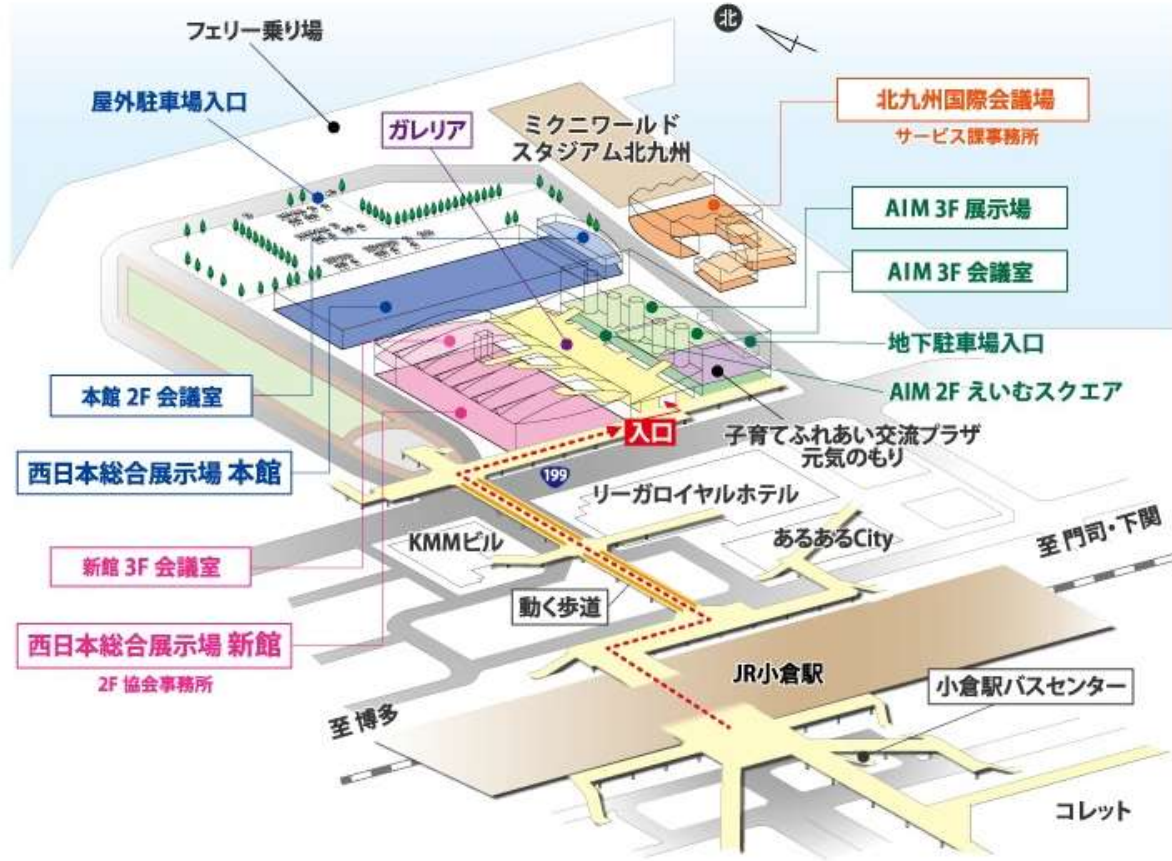 北
フェリー乗り場
屋外駐車場入口
ガレリア
ミクニワールド
スタジアム北九州
北九州国際会議場
サービス課事務所
AIM 3F 展示場
AIM 3F 会議室
地下駐車場入口
AIM 2F えいむスクエア
本館 2F 会議室
子育てふれあい交流プラザ
元気のもり
入口
西日本総合展示場 本館
199
リーガロイヤルホテル
KMMビル
あるあるCity
至 門司・下関
新館 3F 会議室
動く歩道
西日本総合展示場 新館
2F 協会事務所
JR小倉駅
小倉駅バスセンター
至 博多
コレット